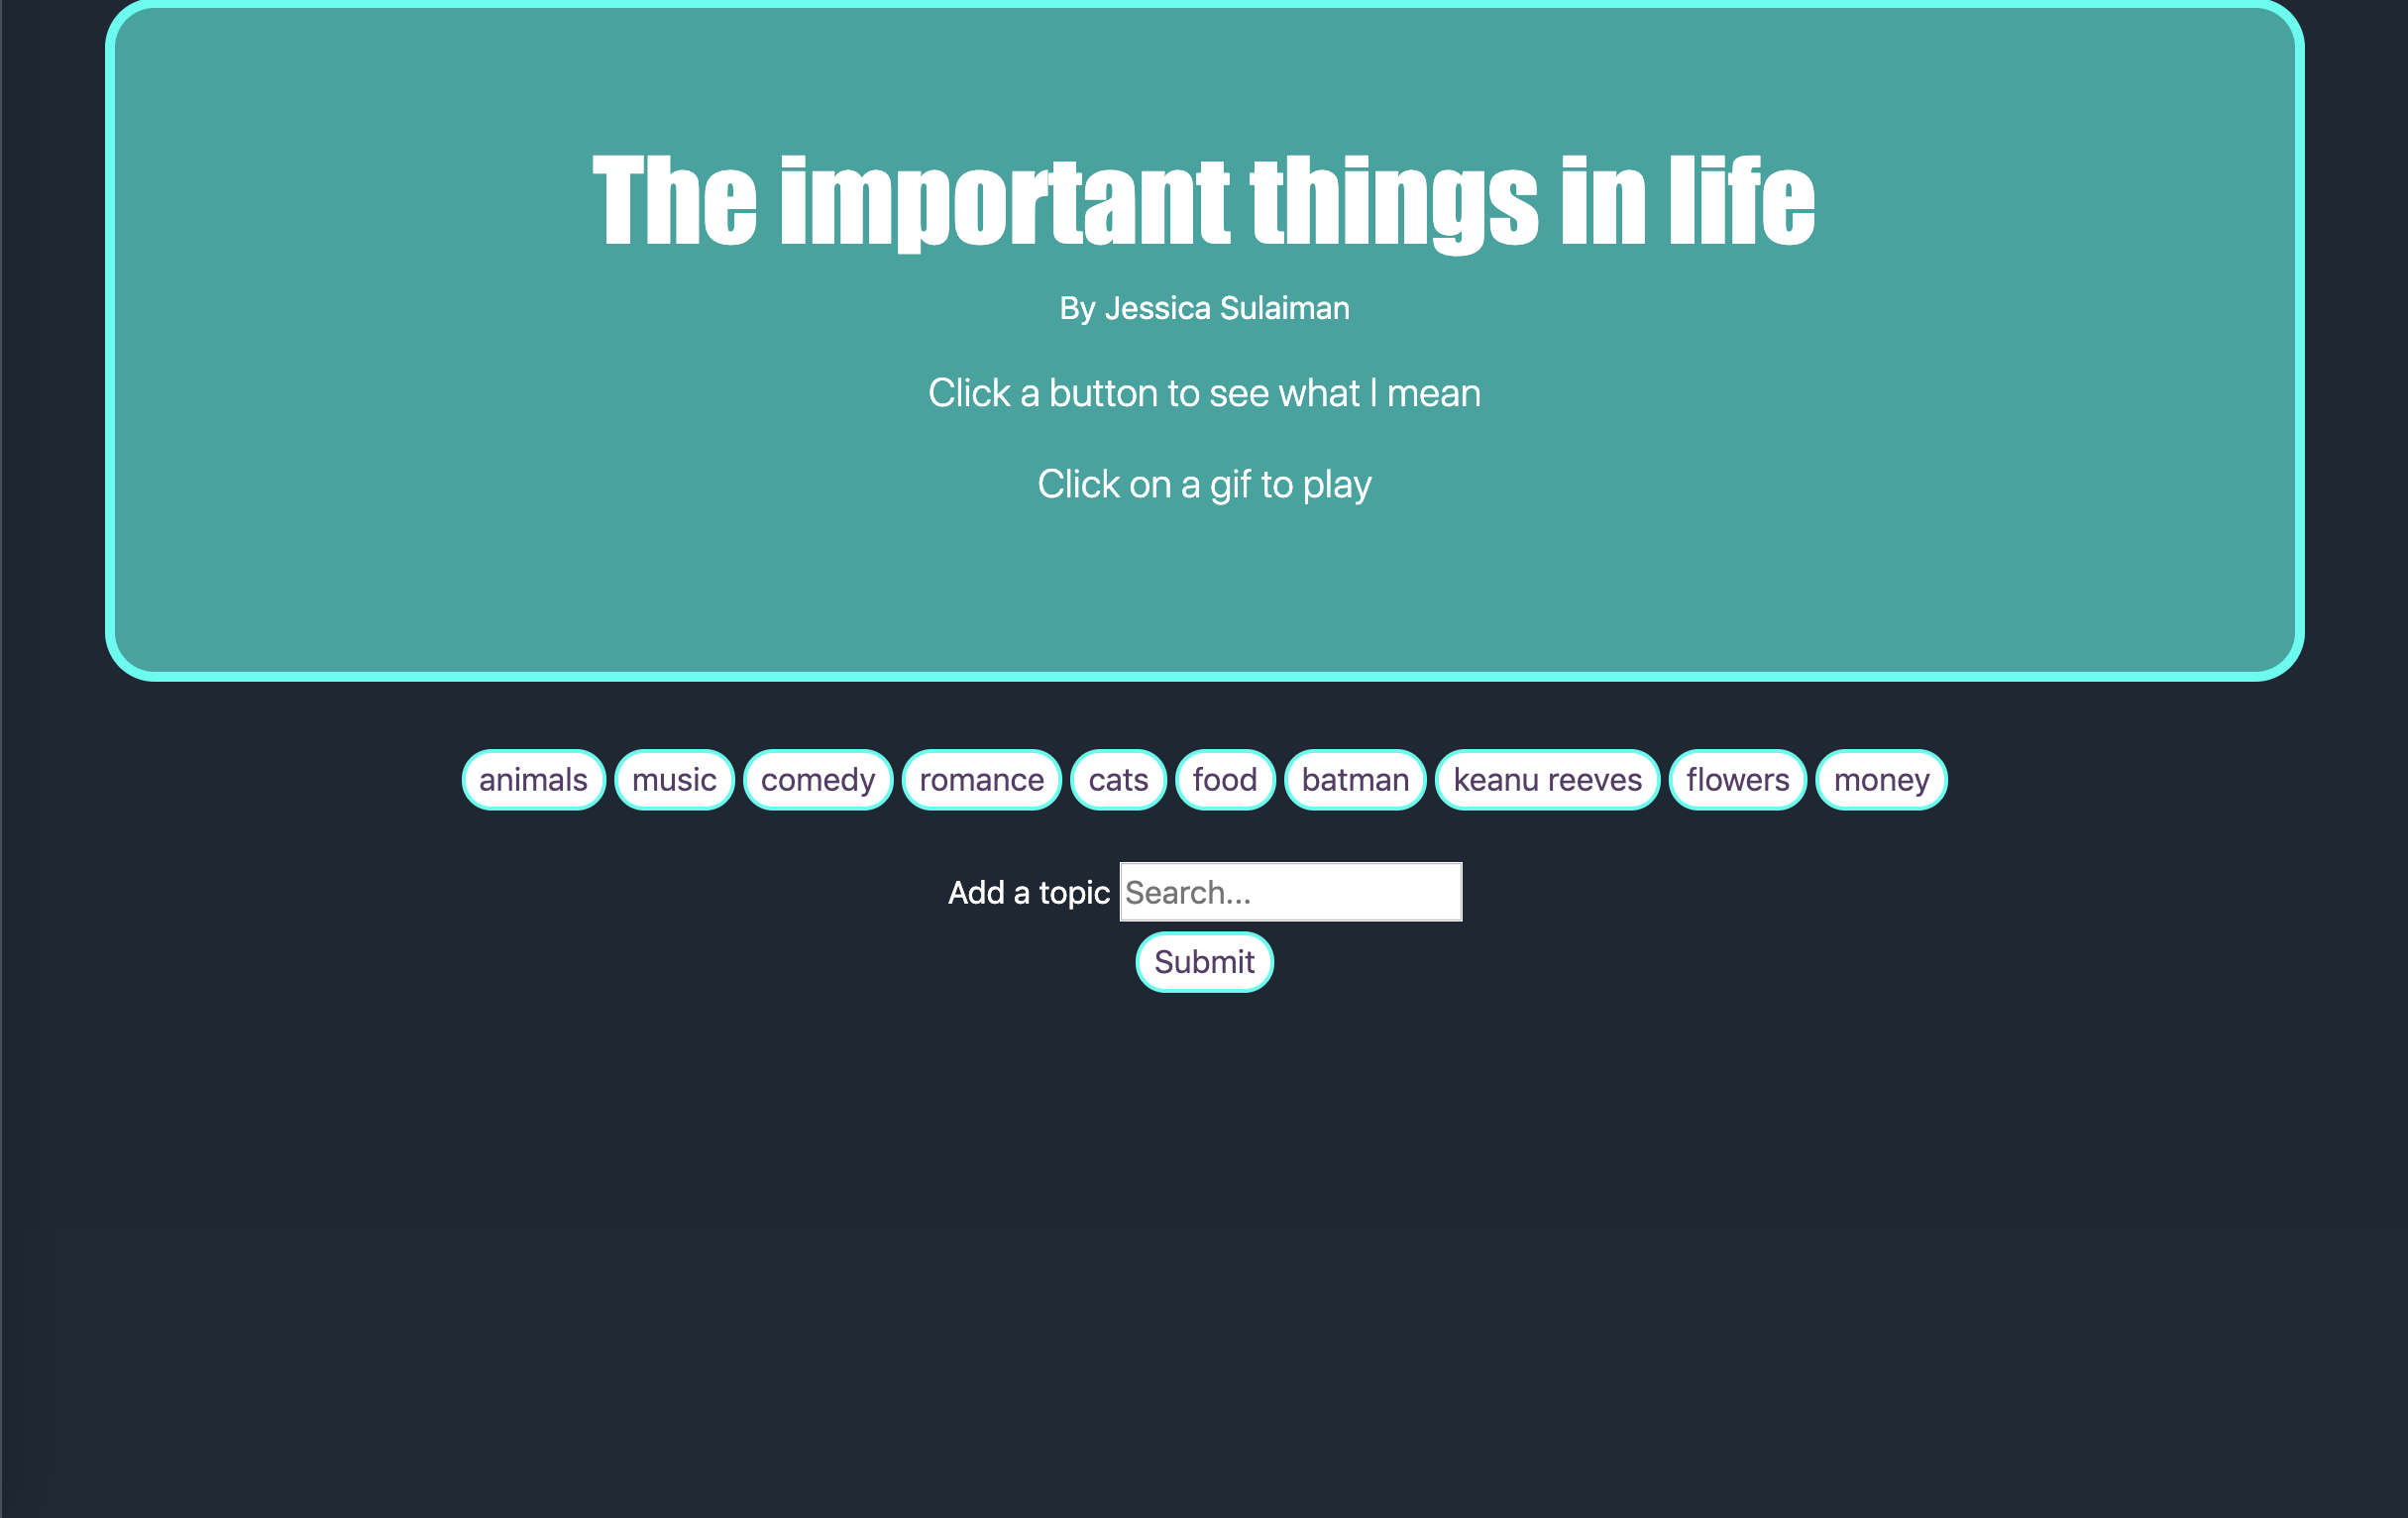 The important things in life
By Jessica Sulaiman
Click a button to see what I mean
Click on a gif to play
animals music comedy romance cats food batman keanu reeves flowers money
Add a topic Search...
Submit